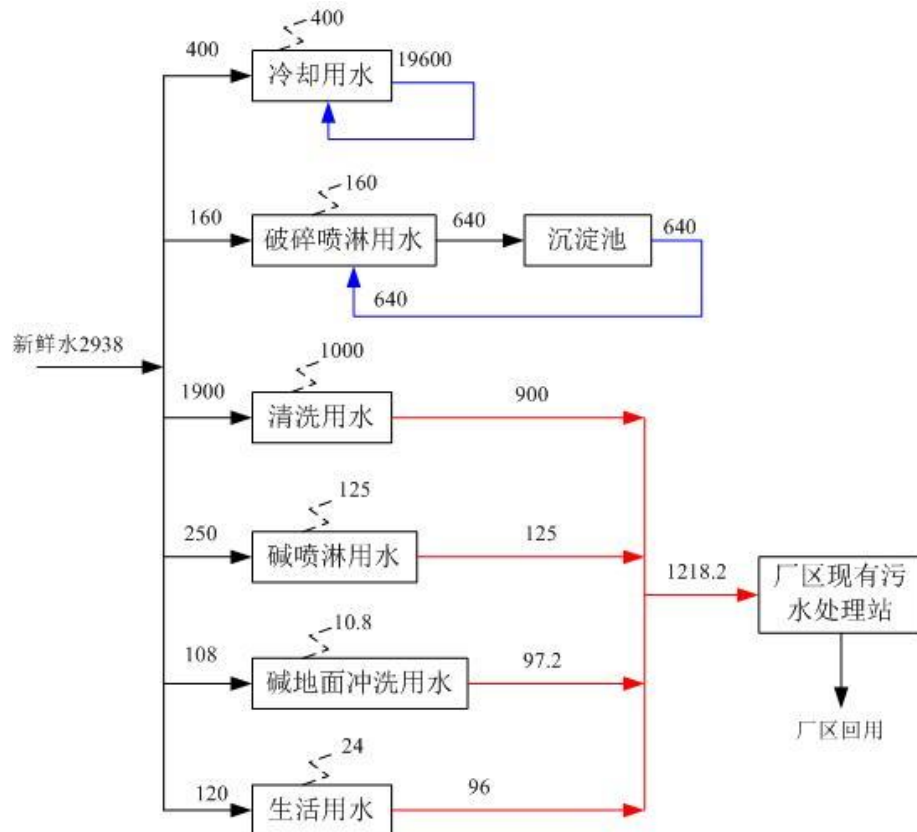 400
400
冷却用水
19600
160
160
破碎喷淋用水
640
沉淀池
640
640
新鲜水2938
1000
1900
清洗用水
900
125
250
碱喷淋用水
125
1218.2
厂区现有污
水处理站
10.8
108
碱地面冲洗用水
97.2
厂区回用
24
120
生活用水
96